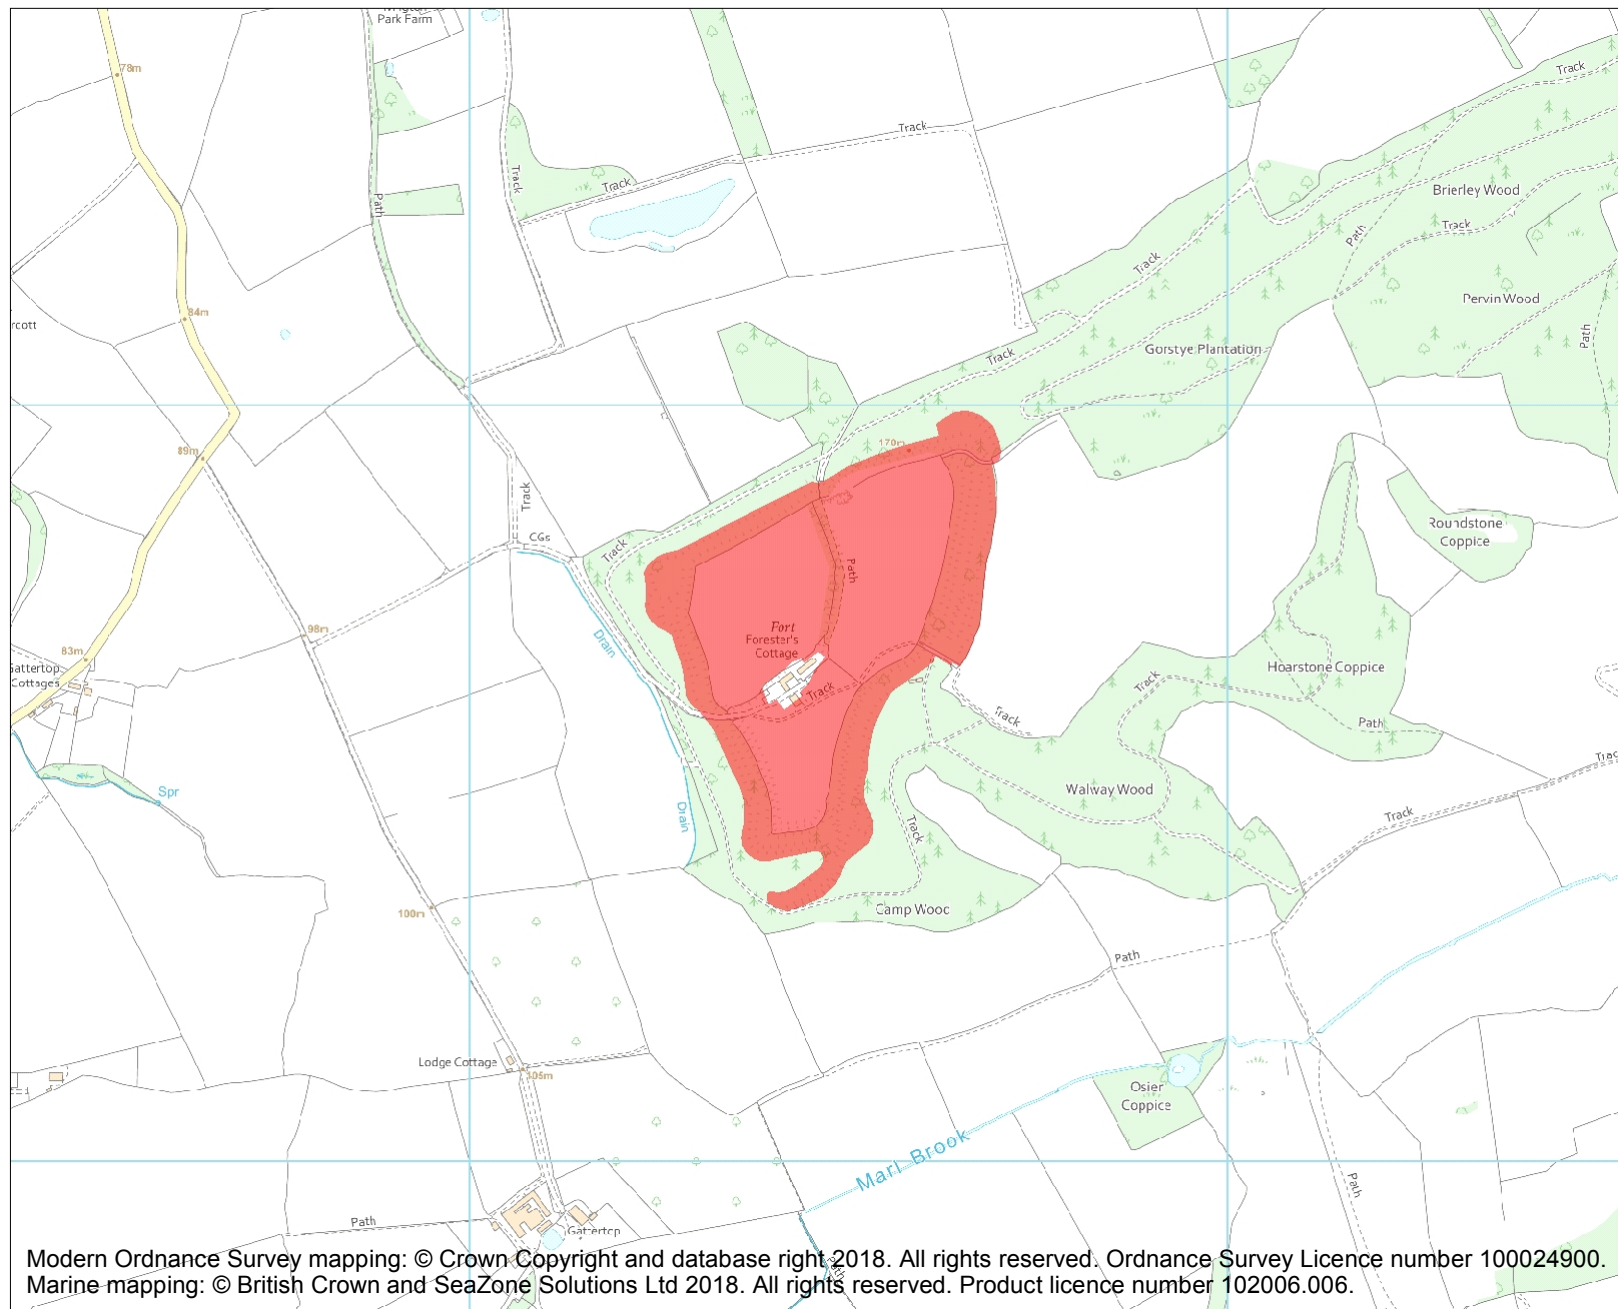 Park Farm
78m
Track
Track
Track
Path
Track
Brierley Wood
Track
Path
Track
Pervin Wood
84m
Path
Gorstye Plantation
Track
170m
89m
Track
Roundstone
Coppice
CGs
Track
Path
98m
Drain
Fort
Forester's
Cottage
83m
Gattertop
Cottages
Hoarstone Coppice
Track
Track
Track
Path
Walway Wood
Spr
Drain
Track
Track
Camp Wood
100m
Path
Lodge Cottage
105m
Osier
Coppice
Marl Brook
Path
Path
Gattertop
Path
Modern Ordnance Survey mapping: © Crown Copyright and database right 2018. All rights reserved. Ordnance Survey Licence number 100024900.
Marine mapping: © British Crown and SeaZone Solutions Ltd 2018. All rights reserved. Product licence number 102006.006.